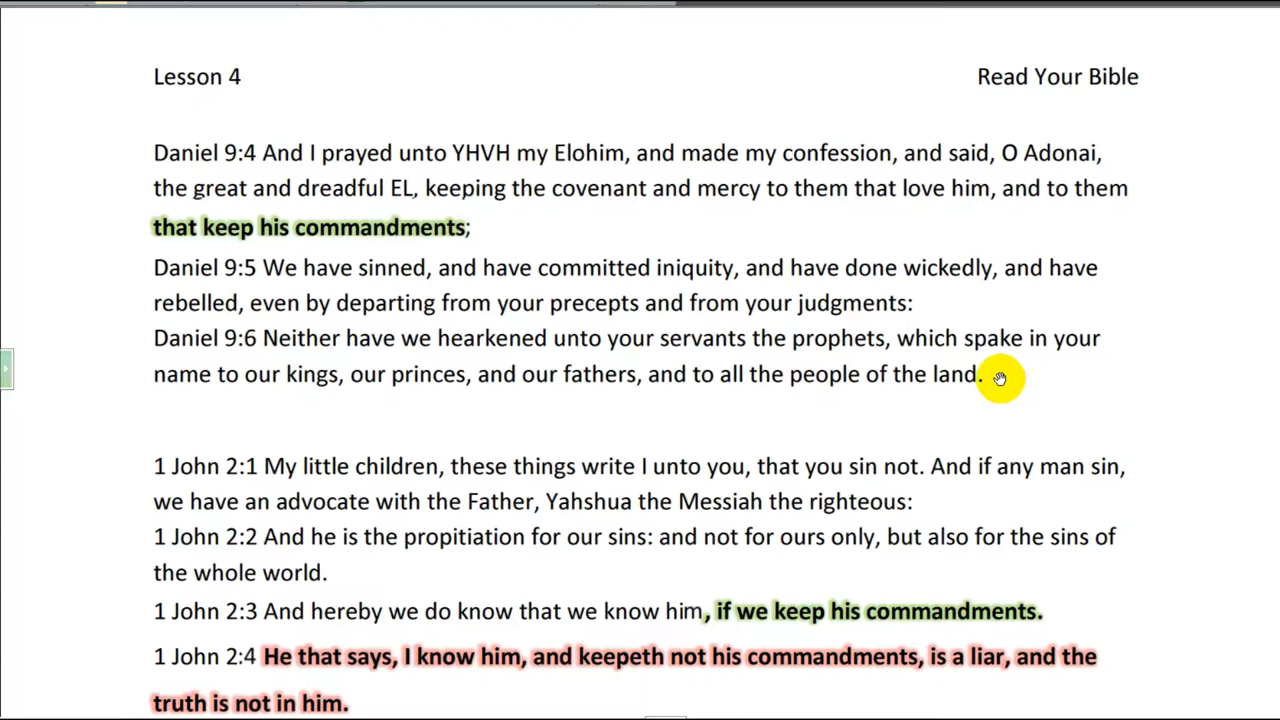 Lesson 4
Read Your Bible
Daniel 9:4 And I prayed unto YHVH my Elohim, and made my confession, and said, O Adonai,
the great and dreadful EL, keeping the covenant and mercy to them that love him, and to them
that keep his commandments;
Daniel 9:5 We have sinned, and have committed iniquity, and have done wickedly, and have
rebelled, even by departing from your precepts and from your judgments:
Daniel 9:6 Neither have we hearkened unto your servants the prophets, which spake in your
name to our kings, our princes, and our fathers, and to all the people of the land.
1 John 2:1 My little children, these things write I unto you, that you sin not. And if any man sin,
we have an advocate with the Father, Yahshua the Messiah the righteous:
1 John 2:2 And he is the propitiation for our sins: and not for ours only, but also for the sins of
the whole world.
1 John 2:3 And hereby we do know that we know him, if we keep his commandments.
1 John 2:4 He that says, I know him, and keepeth not his commandments, is a liar, and the
truth is not in him.